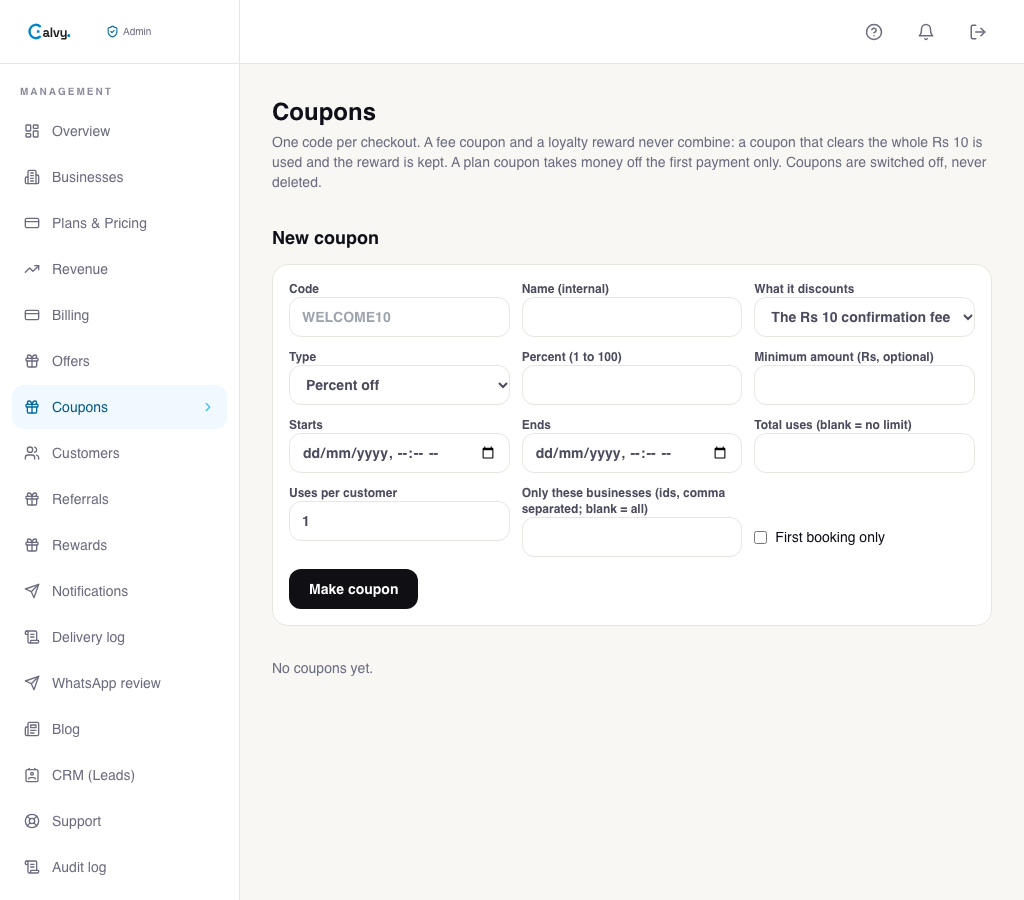 Calvy.
Admin
MANAGEMENT
Overview
Businesses
Plans & Pricing
Revenue
Billing
Offers
Coupons
Customers
Referrals
Rewards
Notifications
Delivery log
WhatsApp review
Blog
CRM (Leads)
Support
Audit log
Coupons
One code per checkout. A fee coupon and a loyalty reward never combine: a coupon that clears the whole Rs 10 is
used and the reward is kept. A plan coupon takes money off the first payment only. Coupons are switched off, never
deleted.
New coupon
Code
WELCOME10
Name (internal)
What it discounts
The Rs 10 confirmation fee
Type
Percent off
Percent (1 to 100)
Minimum amount (Rs, optional)
Starts
dd/mm/yyyy, --:-- --
Ends
dd/mm/yyyy, --:-- --
Total uses (blank = no limit)
Uses per customer
1
Only these businesses (ids, comma
separated; blank = all)
First booking only
Make coupon
No coupons yet.